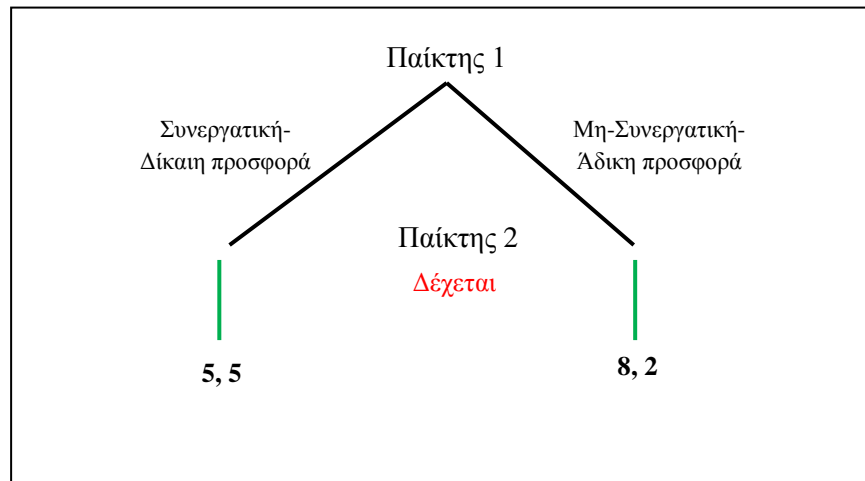 Παίκτης 1
Συνεργατική-
Δίκαιη προσφορά
Μη-Συνεργατική-
Άδικη προσφορά
Παίκτης 2
Δέχεται
5, 5
8, 2